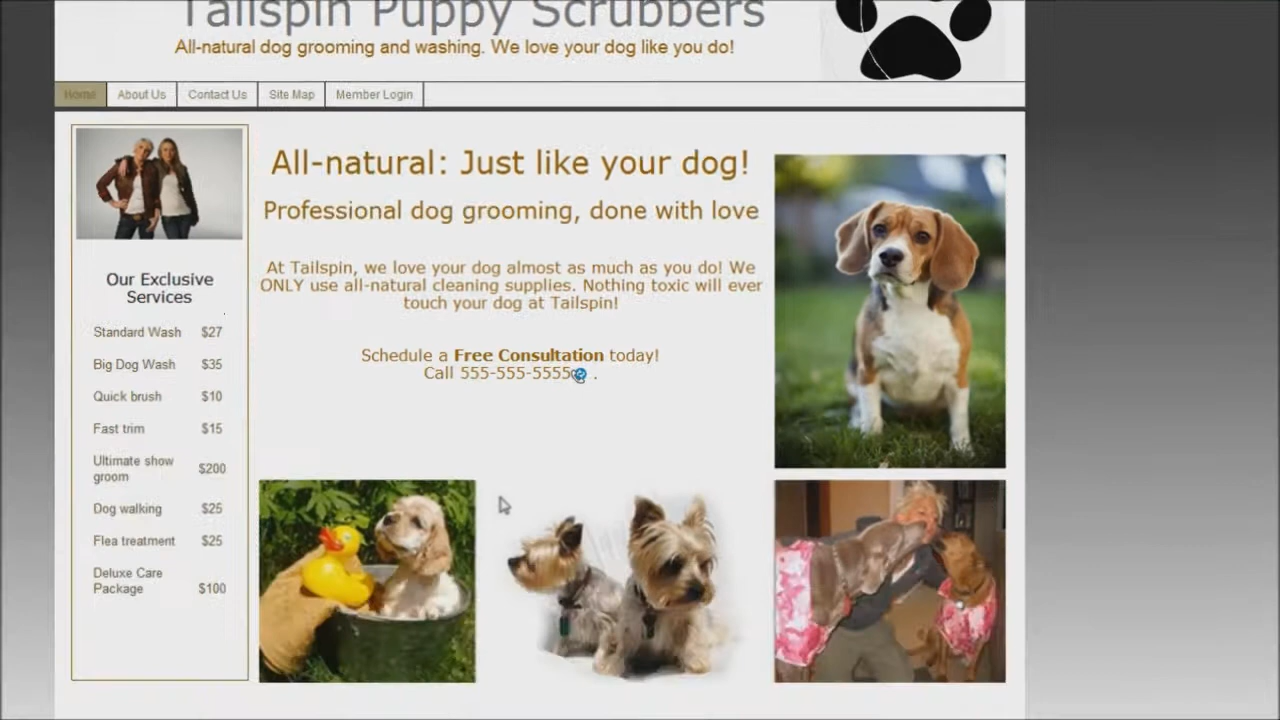 Tailspin Puppy Scrubbers
All-natural dog grooming and washing. We love your dog like you do!
Home
About Us
Contact Us
Site Map
Member Login
Our Exclusive
Services
Standard Wash $27
Big Dog Wash $35
Quick brush $10
Fast trim $15
Ultimate show
groom $200
Dog walking $25
Flea treatment $25
Deluxe Care
Package $100
All-natural: Just like your dog!
Professional dog grooming, done with love
At Tailspin, we love your dog almost as much as you do! We
ONLY use all-natural cleaning supplies. Nothing toxic will ever
touch your dog at Tailspin!
Schedule a Free Consultation today!
Call 555-555-5555 .